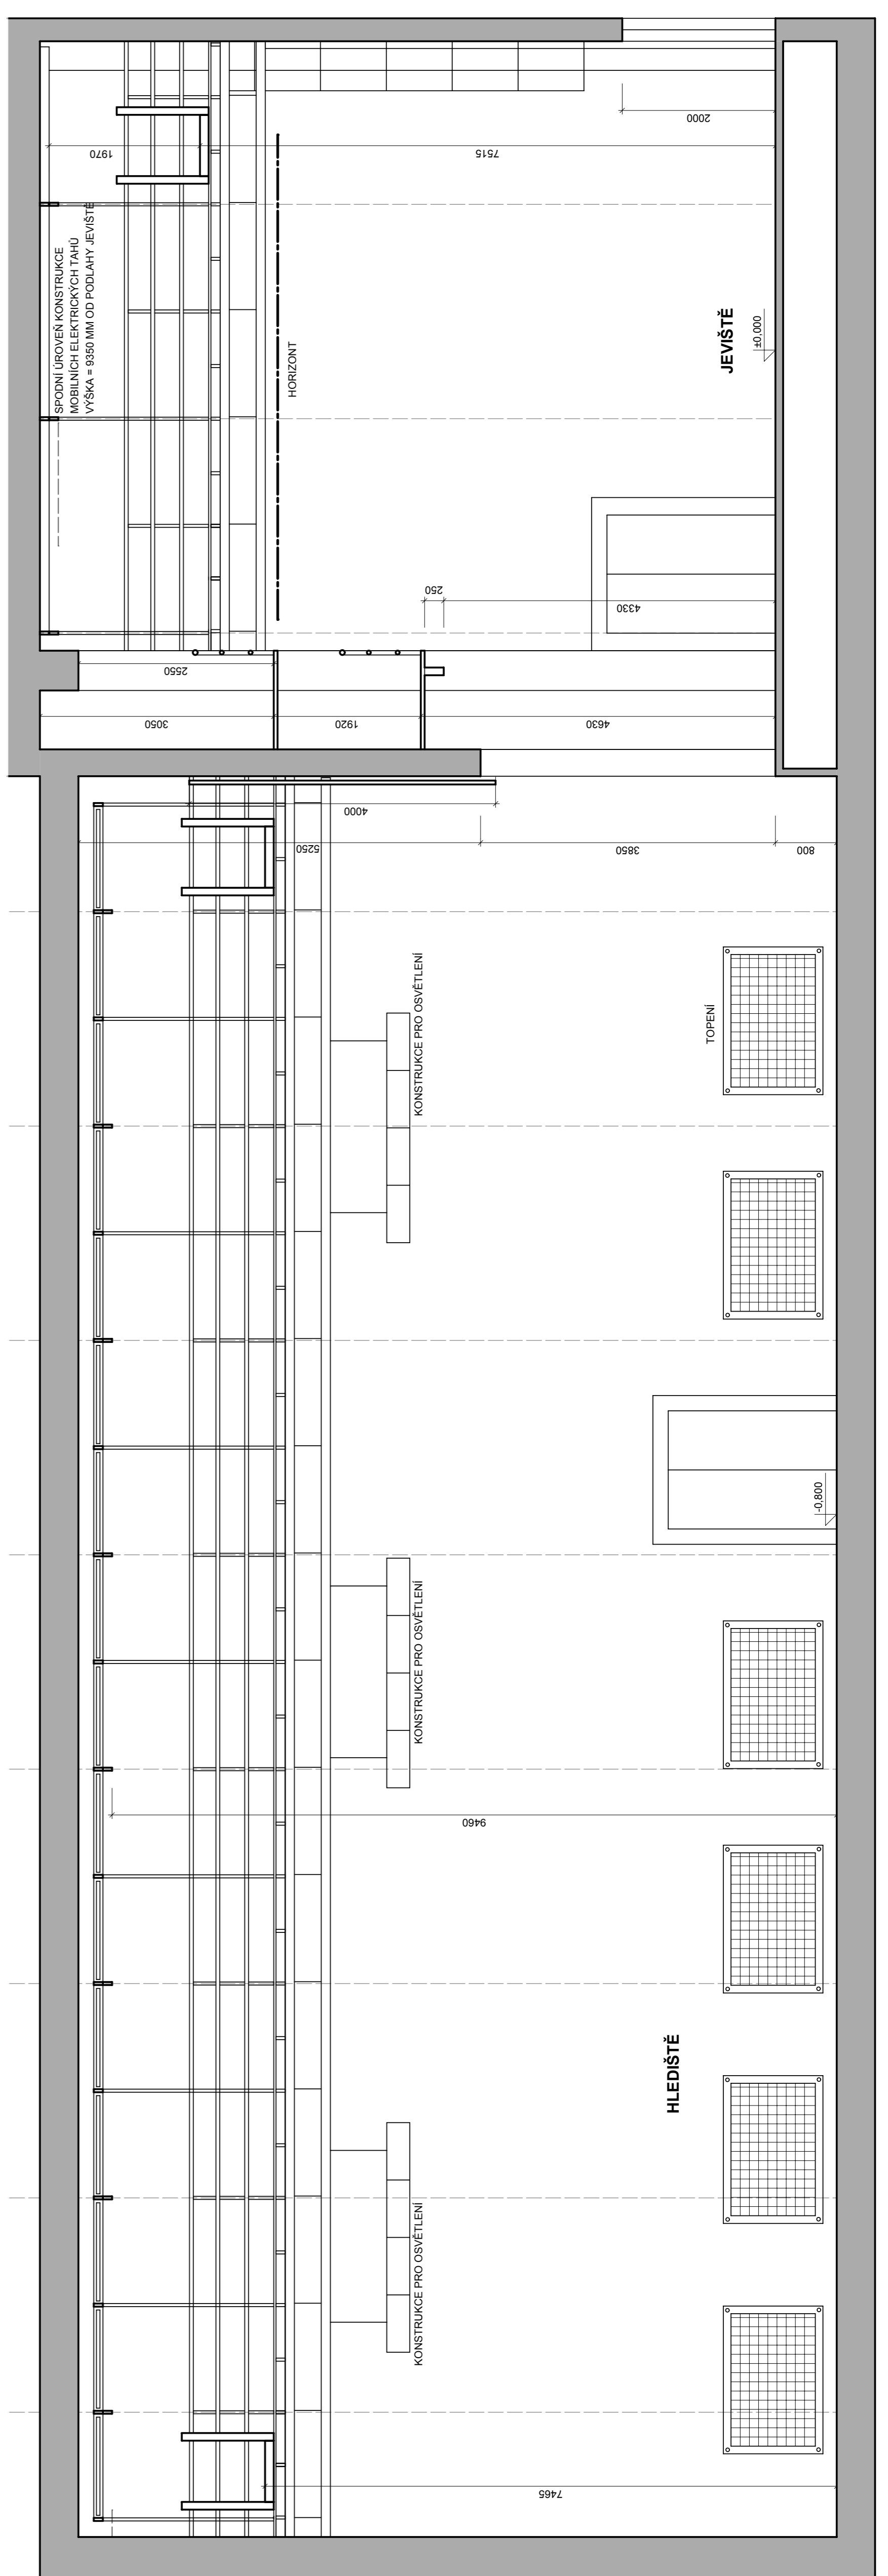 2000
1970
7515
SPODNÍ ÚROVEŇ KONSTRUKCE
MOBILNÍCH ELEKTRICKÝCH TAHŮ
VÝŠKA = 9350 MM OD PODLAHY JEVIŠTĚ
HORIZONT
JEVIŠTĚ
±0,000
250
4330
2550
3050
1920
4630
4000
5250
3850
800
KONSTRUKCE PRO OSVĚTLENÍ
TOPENÍ
-0,800
KONSTRUKCE PRO OSVĚTLENÍ
9460
HLEDIŠTĚ
KONSTRUKCE PRO OSVĚTLENÍ
7465